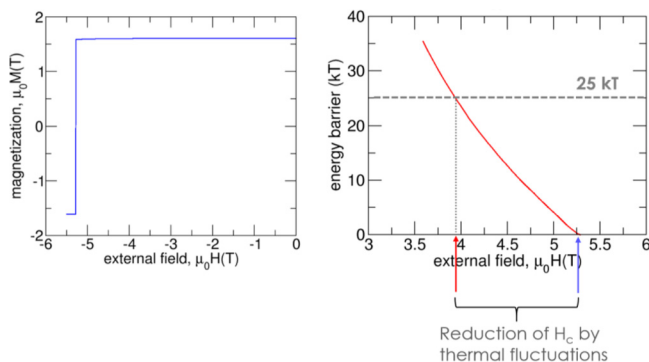 2
1
0
-1
-2
magnetization, μ₀M(T)
-6 -5 -4 -3 -2 -1 0
external field, μ₀H(T)
40
30
20
10
0
energy barrier (kT)
25 kT
3 3.5 4 4.5 5 5.5 6
external field, μ₀H(T)
Reduction of Hc by
thermal fluctuations